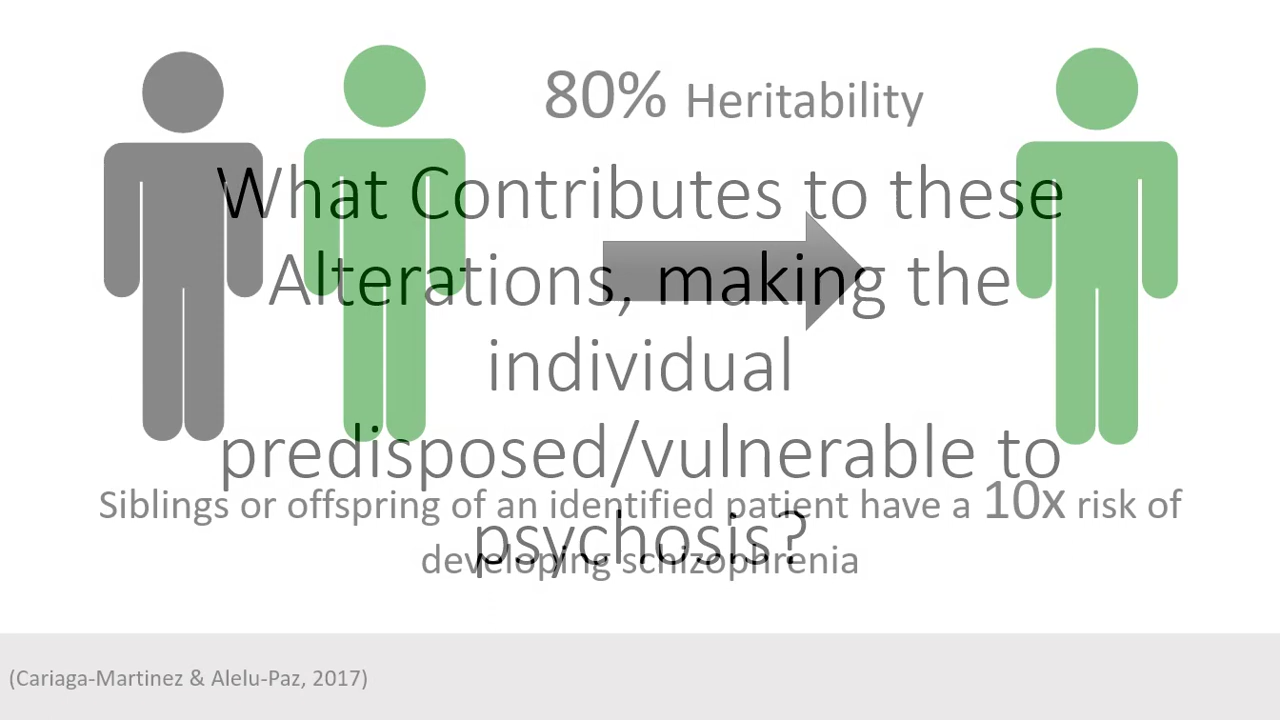 80% Heritability
What Contributes to these
Alterations, making the
individual
predisposed/vulnerable to
psychosis?
Siblings or offspring of an identified patient have a 10x risk of
developing schizophrenia
(Cariaga-Martinez & Alelu-Paz, 2017)